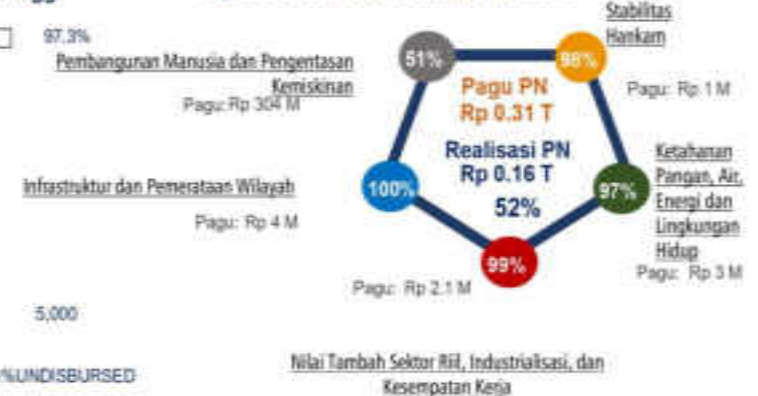 97.3%
Pembangunan Manusia dan Pengentasan
Kemiskinan
Pagu: Rp 304 M
51%
98%
Stabilitas
Hankam
Pagu: Rp 1 M
Pagu PN
Rp 0.31 T
Realisasi PN
Rp 0.16 T
52%
Infrastruktur dan Pemerataan Wilayah
Pagu: Rp 4 M
100%
97%
Ketahanan
Pangan, Air,
Energi dan
Lingkungan
Hidup
Pagu: Rp 3 M
99%
Pagu: Rp 2.1 M
5,000
%UNDISBURSED
Nilai Tambah Sektor Riil, Industrialisasi, dan
Kesempatan Kerja